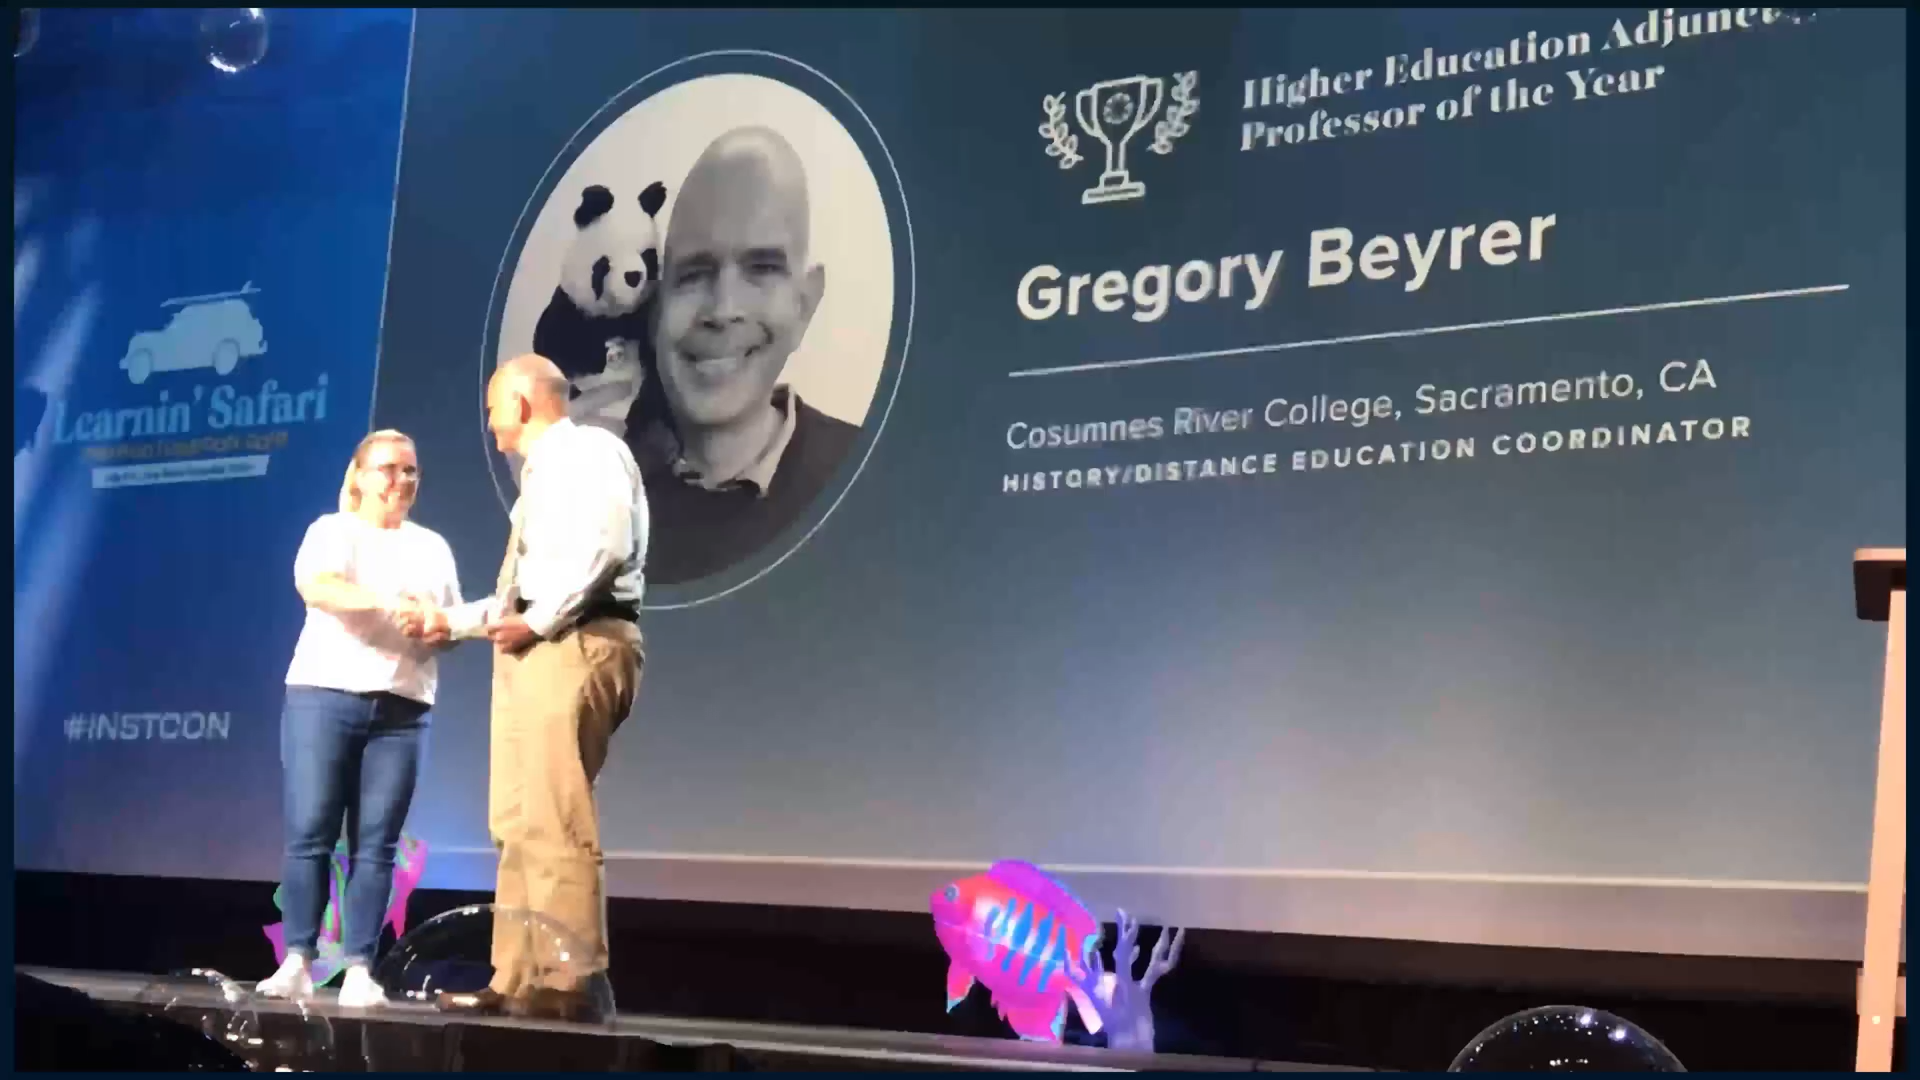 Higher Education Adjunct
Professor of the Year
Gregory Beyrer
Cosumnes River College, Sacramento, CA
HISTORY/DISTANCE EDUCATION COORDINATOR
Learnin' Safari
#INSTCON